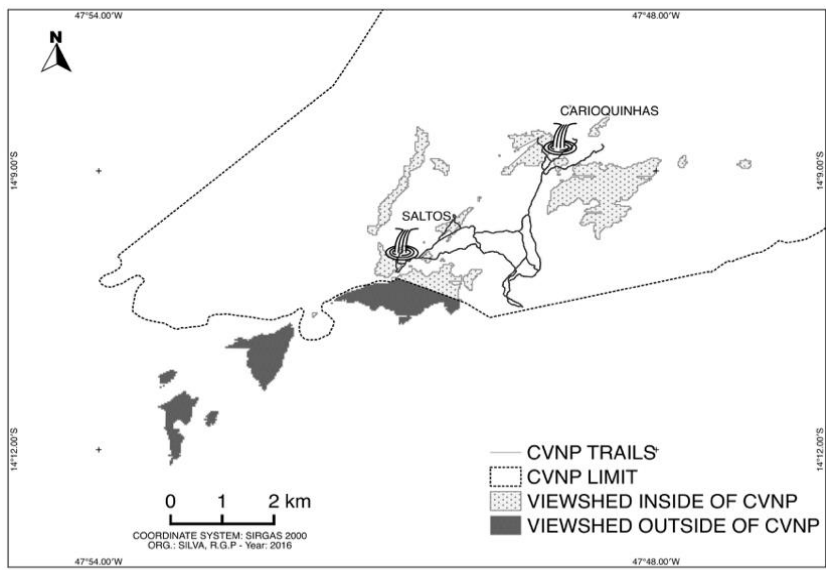 47°54.00"W
47°48.00"W
N
CARIOQUINHAS
14°9.00"S
14°9.00"S
SALTOS
14°12.00"S
14°12.00"S
CVNP TRAILS
CVNP LIMIT
VIEWSHED INSIDE OF CVNP
VIEWSHED OUTSIDE OF CVNP
0 1 2 km
COORDINATE SYSTEM: SIRGAS 2000
ORG.: SILVA, R.G.P - Year: 2016
47°54.00"W
47°48.00"W